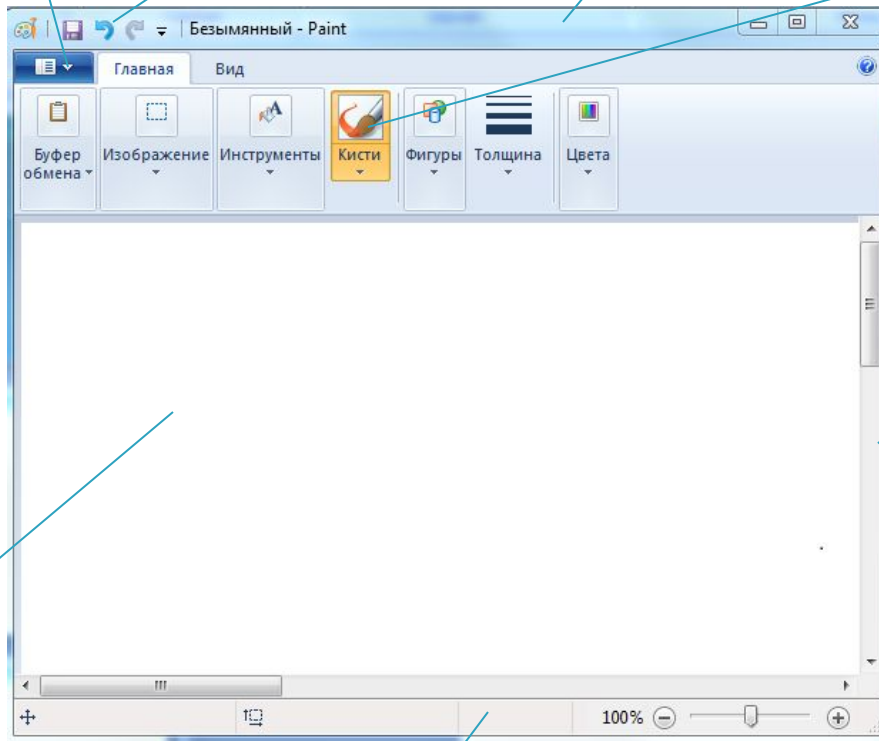 Безымянный - Paint
Главная Вид
Буфер обмена
Изображение
Инструменты
Кисти
Фигуры
Толщина
Цвета
100%